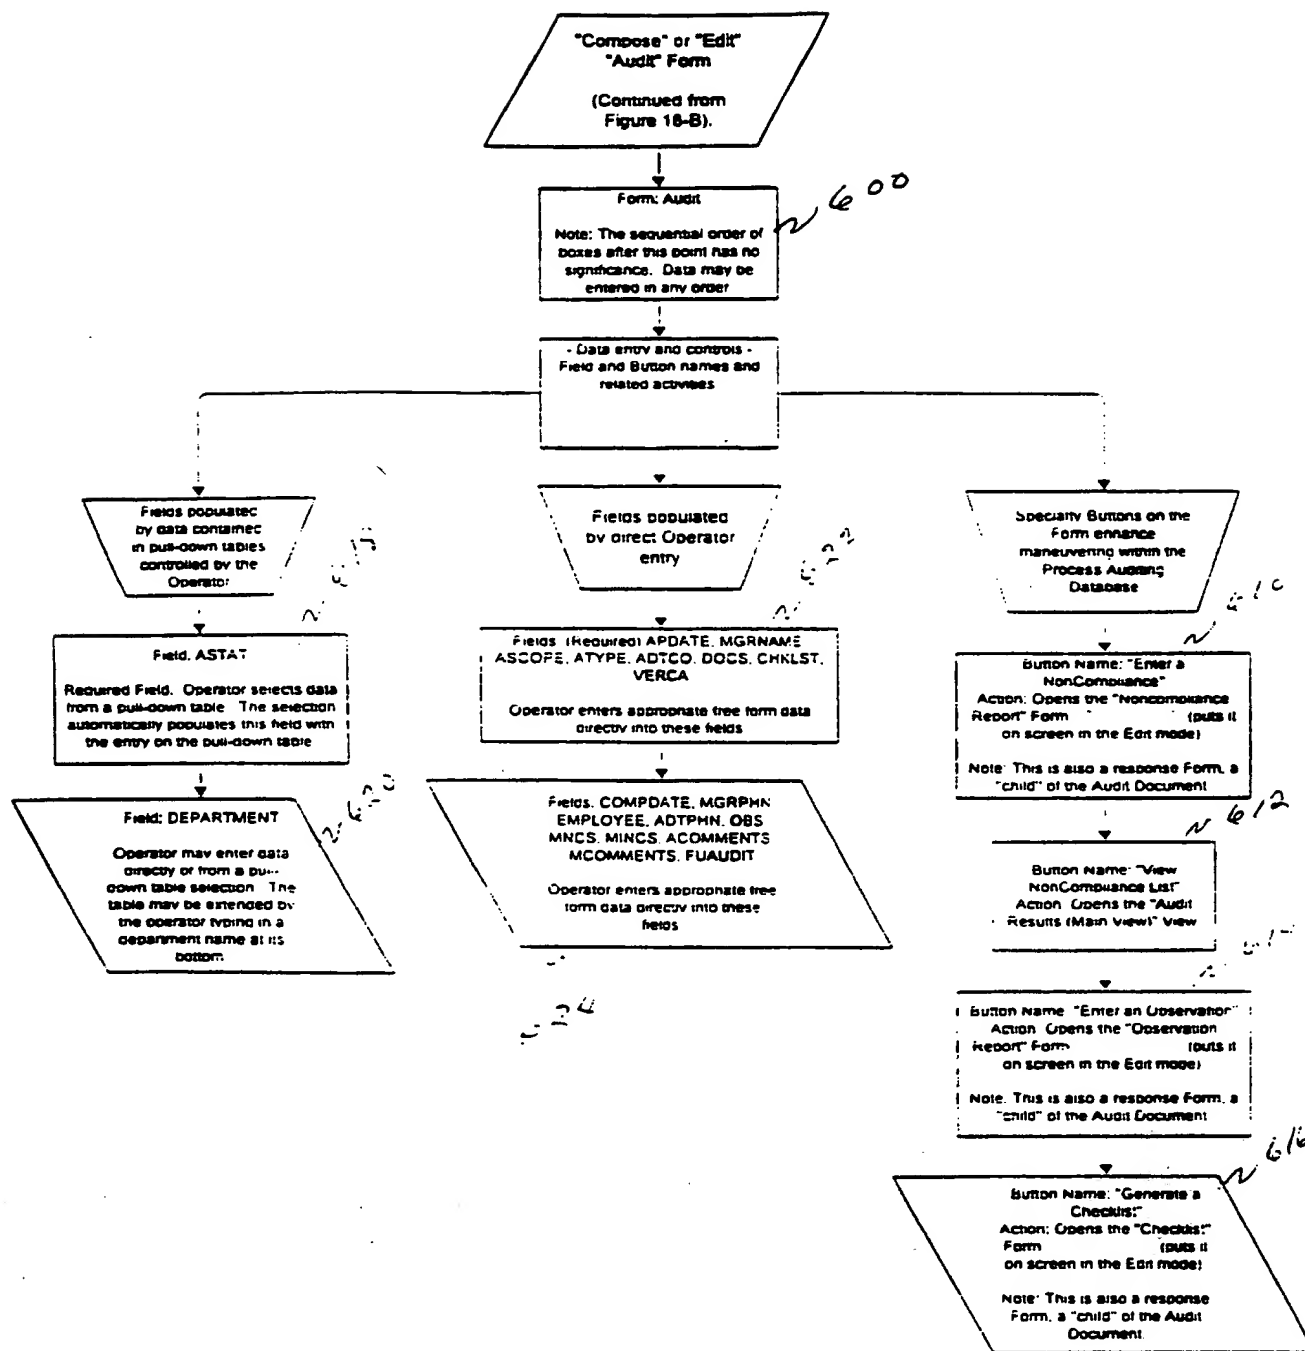 "Compose" or "Edit"
"Audit" Form
(Continued from
Figure 16-B).
Form: Audit
Note: The sequential order of
boxes after this point has no
significance. Data may be
entered in any order
600
- Data entry and controls -
Field and Button names and
related activities
Fields populated
by data contained
in pull-down tables
controlled by the
Operator
Field. ASTAT
Required Field. Operator selects data
from a pull-down table The selection
automatically populates this field with
the entry on the pull-down table
620
Field: DEPARTMENT
Operator may enter data
directly or from a pull-
down table selection The
table may be extended by
the operator typing in a
department name at its
bottom
Fields populated
by direct Operator
entry
622
Fields (Required) APDATE, MGRNAME
ASCOPE, ATYPE, ADTCO, DOCS, CHKLST,
VERCA
Operator enters appropriate free form data
directly into these fields
Fields. COMPDATE, MGRPHN
EMPLOYEE, ADTPHN, OBS
MNCS, MINCS, ACOMMENTS
MCOMMENTS, FUAUDIT
Operator enters appropriate free
form data directly into these
fields
24
Specialty Buttons on the
Form enhance
maneuvering within the
Process Auditing
Database
610
Button Name: "Enter a
NonCompliance"
Action: Opens the "Noncompliance
Report" Form (puts it
on screen in the Edit mode)
Note: This is also a response Form, a
"child" of the Audit Document
612
Button Name: "View
NonCompliance List"
Action: Opens the "Audit
Results (Main View)" View
Button Name "Enter an Observation"
Action Opens the "Observation
Report" Form (puts it
on screen in the Edit mode)
Note. This is also a response Form, a
"child" of the Audit Document
616
Button Name: "Generate a
Checklist"
Action: Opens the "Checklist"
Form (puts it
on screen in the Edit mode)
Note: This is also a response
Form, a "child" of the Audit
Document.